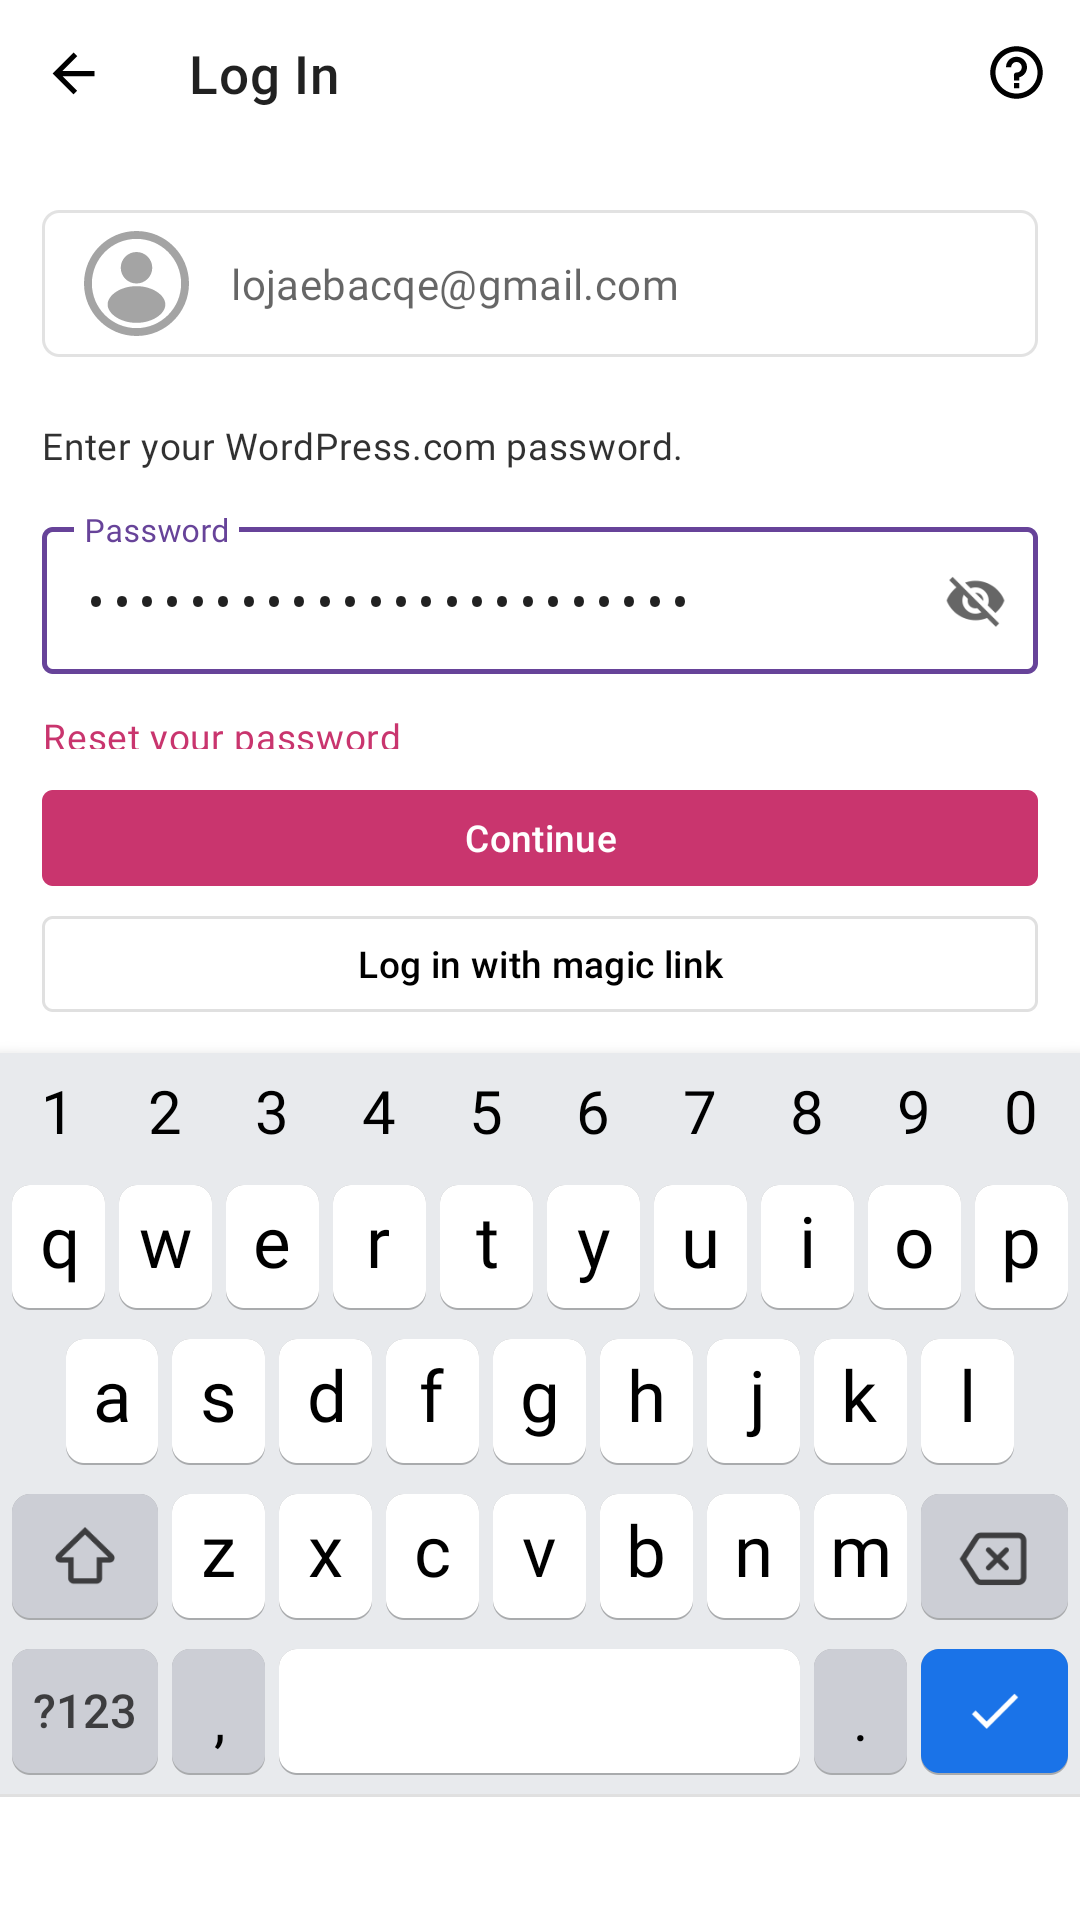 Log In
lojaebacqe@gmail.com
Enter your WordPress.com password.
Password
••••••••••••••••••••••••
Reset your password
Continue
Log in with magic link
1 2 3 4 5 6 7 8 9 0
q w e r t y u i o p
a s d f g h j k l
z x c v b n m
?123 , .